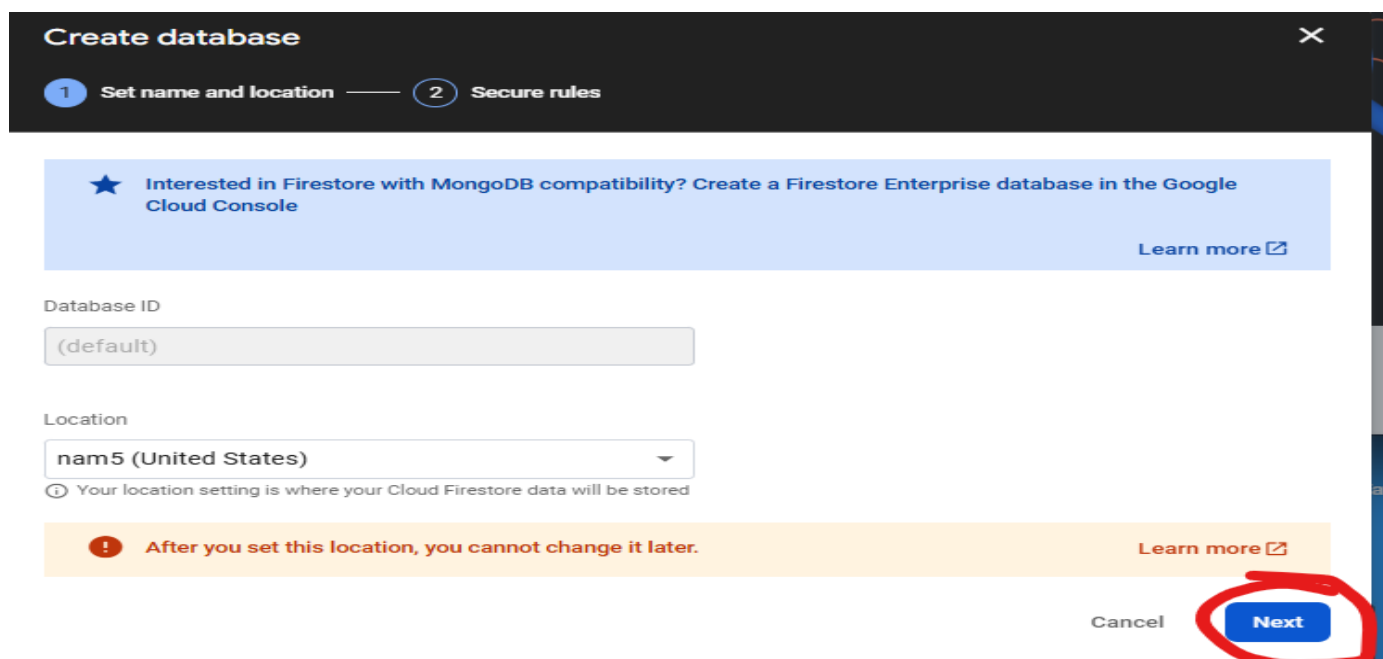 Create database
1 Set name and location 2 Secure rules
Interested in Firestore with MongoDB compatibility? Create a Firestore Enterprise database in the Google
Cloud Console
Learn more
Database ID
(default)
Location
nam5 (United States)
Your location setting is where your Cloud Firestore data will be stored
After you set this location, you cannot change it later.
Learn more
Cancel Next